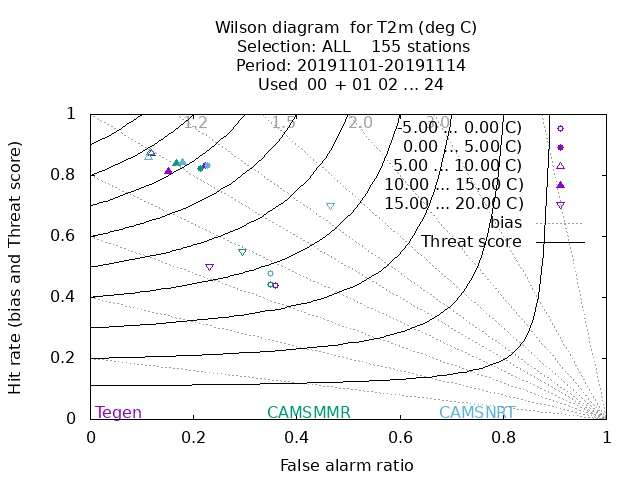 Wilson diagram  for T2m (deg C)
Selection: ALL    155 stations
Period: 20191101-20191114
Used  00  + 01 02 ... 24
Hit rate (bias and Threat score)
1
0.8
0.6
0.4
0.2
0
1.2
1.5
2.0
3.0
-5.00 ... 0.00 C)
0.00 ... 5.00 C)
5.00 ... 10.00 C)
10.00 ... 15.00 C)
15.00 ... 20.00 C)
bias
Threat score
Tegen
CAMSMMR
CAMSNRT
0 0.2 0.4 0.6 0.8 1
False alarm ratio